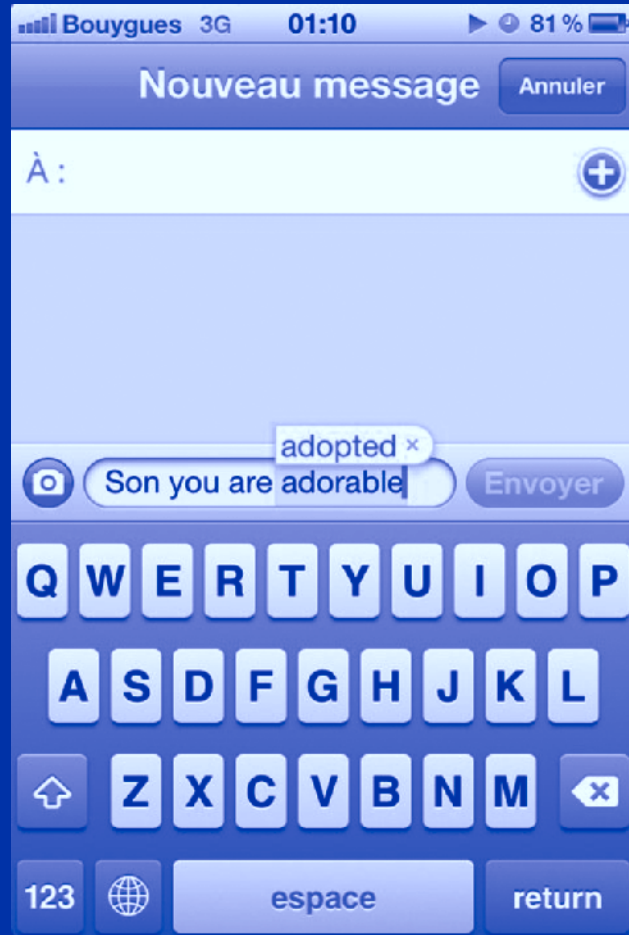 Bouygues 3G 01:10 81 %
Nouveau message Annuler
À :
adopted ×
Son you are adorable Envoyer
Q W E R T Y U I O P
A S D F G H J K L
Z X C V B N M
123 espace return